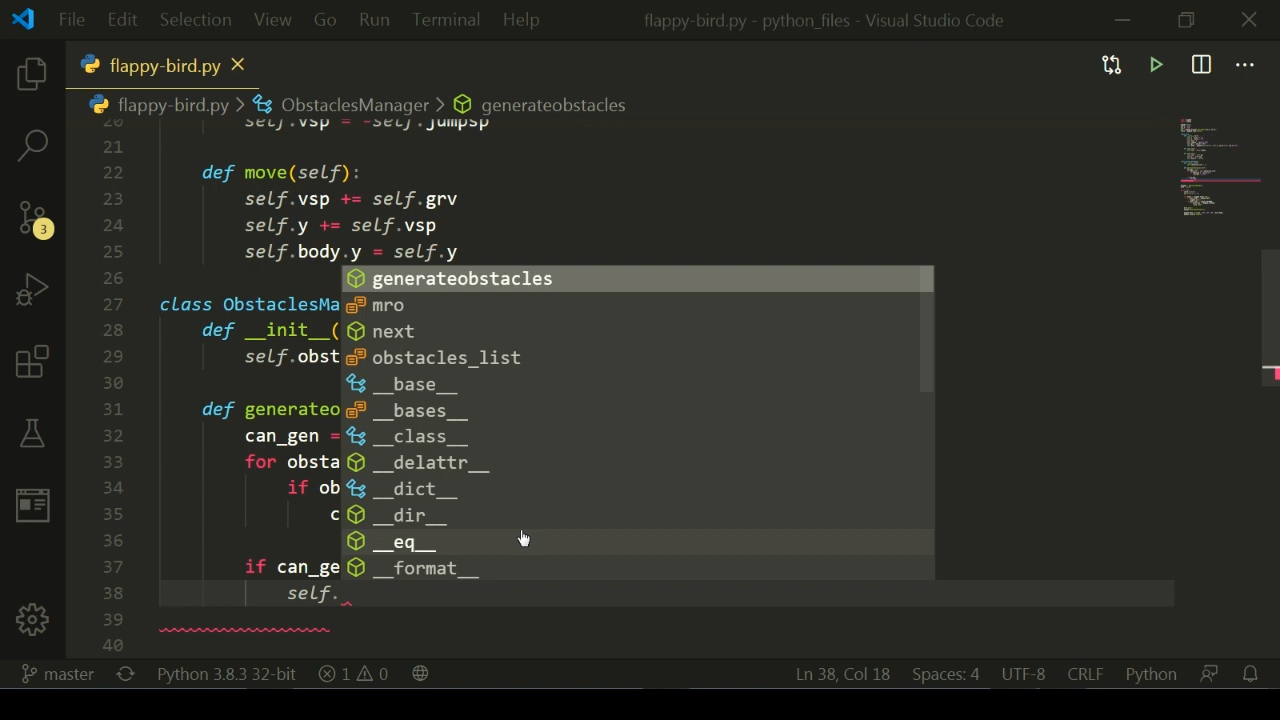 File Edit Selection View Go Run Terminal Help flappy-bird.py - python_files - Visual Studio Code
flappy-bird.py
flappy-bird.py > ObstaclesManager > generateobstacles
20 self.vsp = -self.jumpsp
21
22 def move(self):
23 self.vsp += self.grv
24 self.y += self.vsp
25 self.body.y = self.y
26 generateobstacles
27 class ObstaclesMa mro
28 def __init__( next
29 self.obst obstacles_list
30 __base__
31 def generateo __bases__
32 can_gen = __class__
33 for obsta __delattr__
34 if ob __dict__
35 c __dir__
36 __eq__
37 if can_ge __format__
38 self.
39
40
master Python 3.8.3 32-bit 1 0 Ln 38, Col 18 Spaces: 4 UTF-8 CRLF Python
3